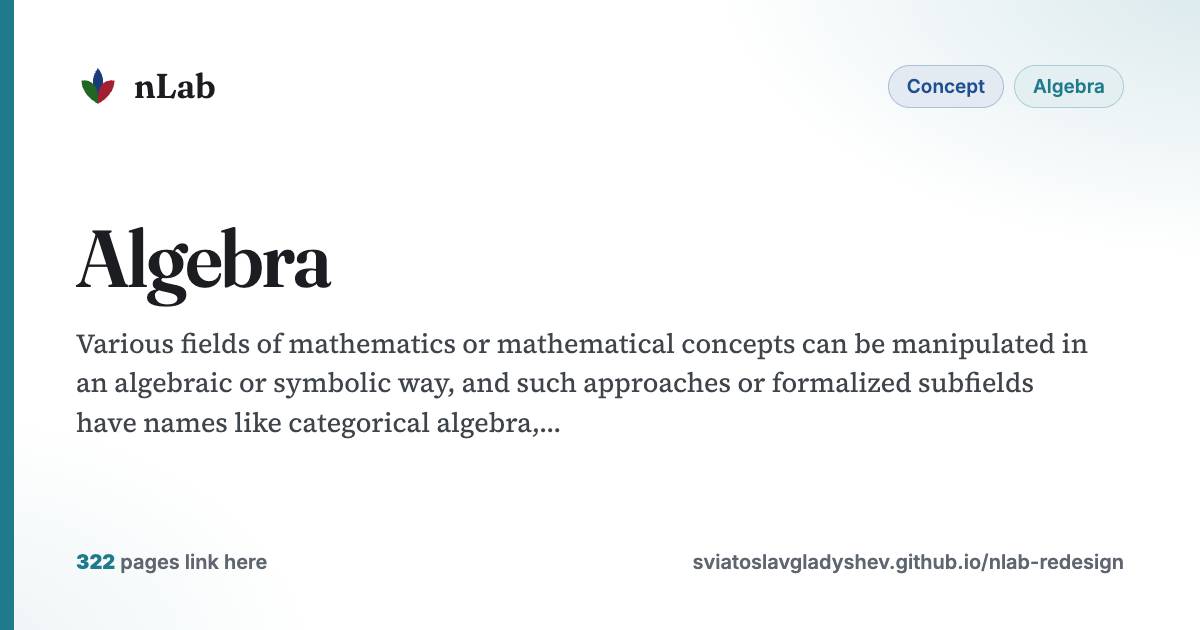 nLab
Concept
Algebra
Algebra
Various fields of mathematics or mathematical concepts can be manipulated in
an algebraic or symbolic way, and such approaches or formalized subfields
have names like categorical algebra,...
322 pages link here
sviatoslavgladyshev.github.io/nlab-redesign